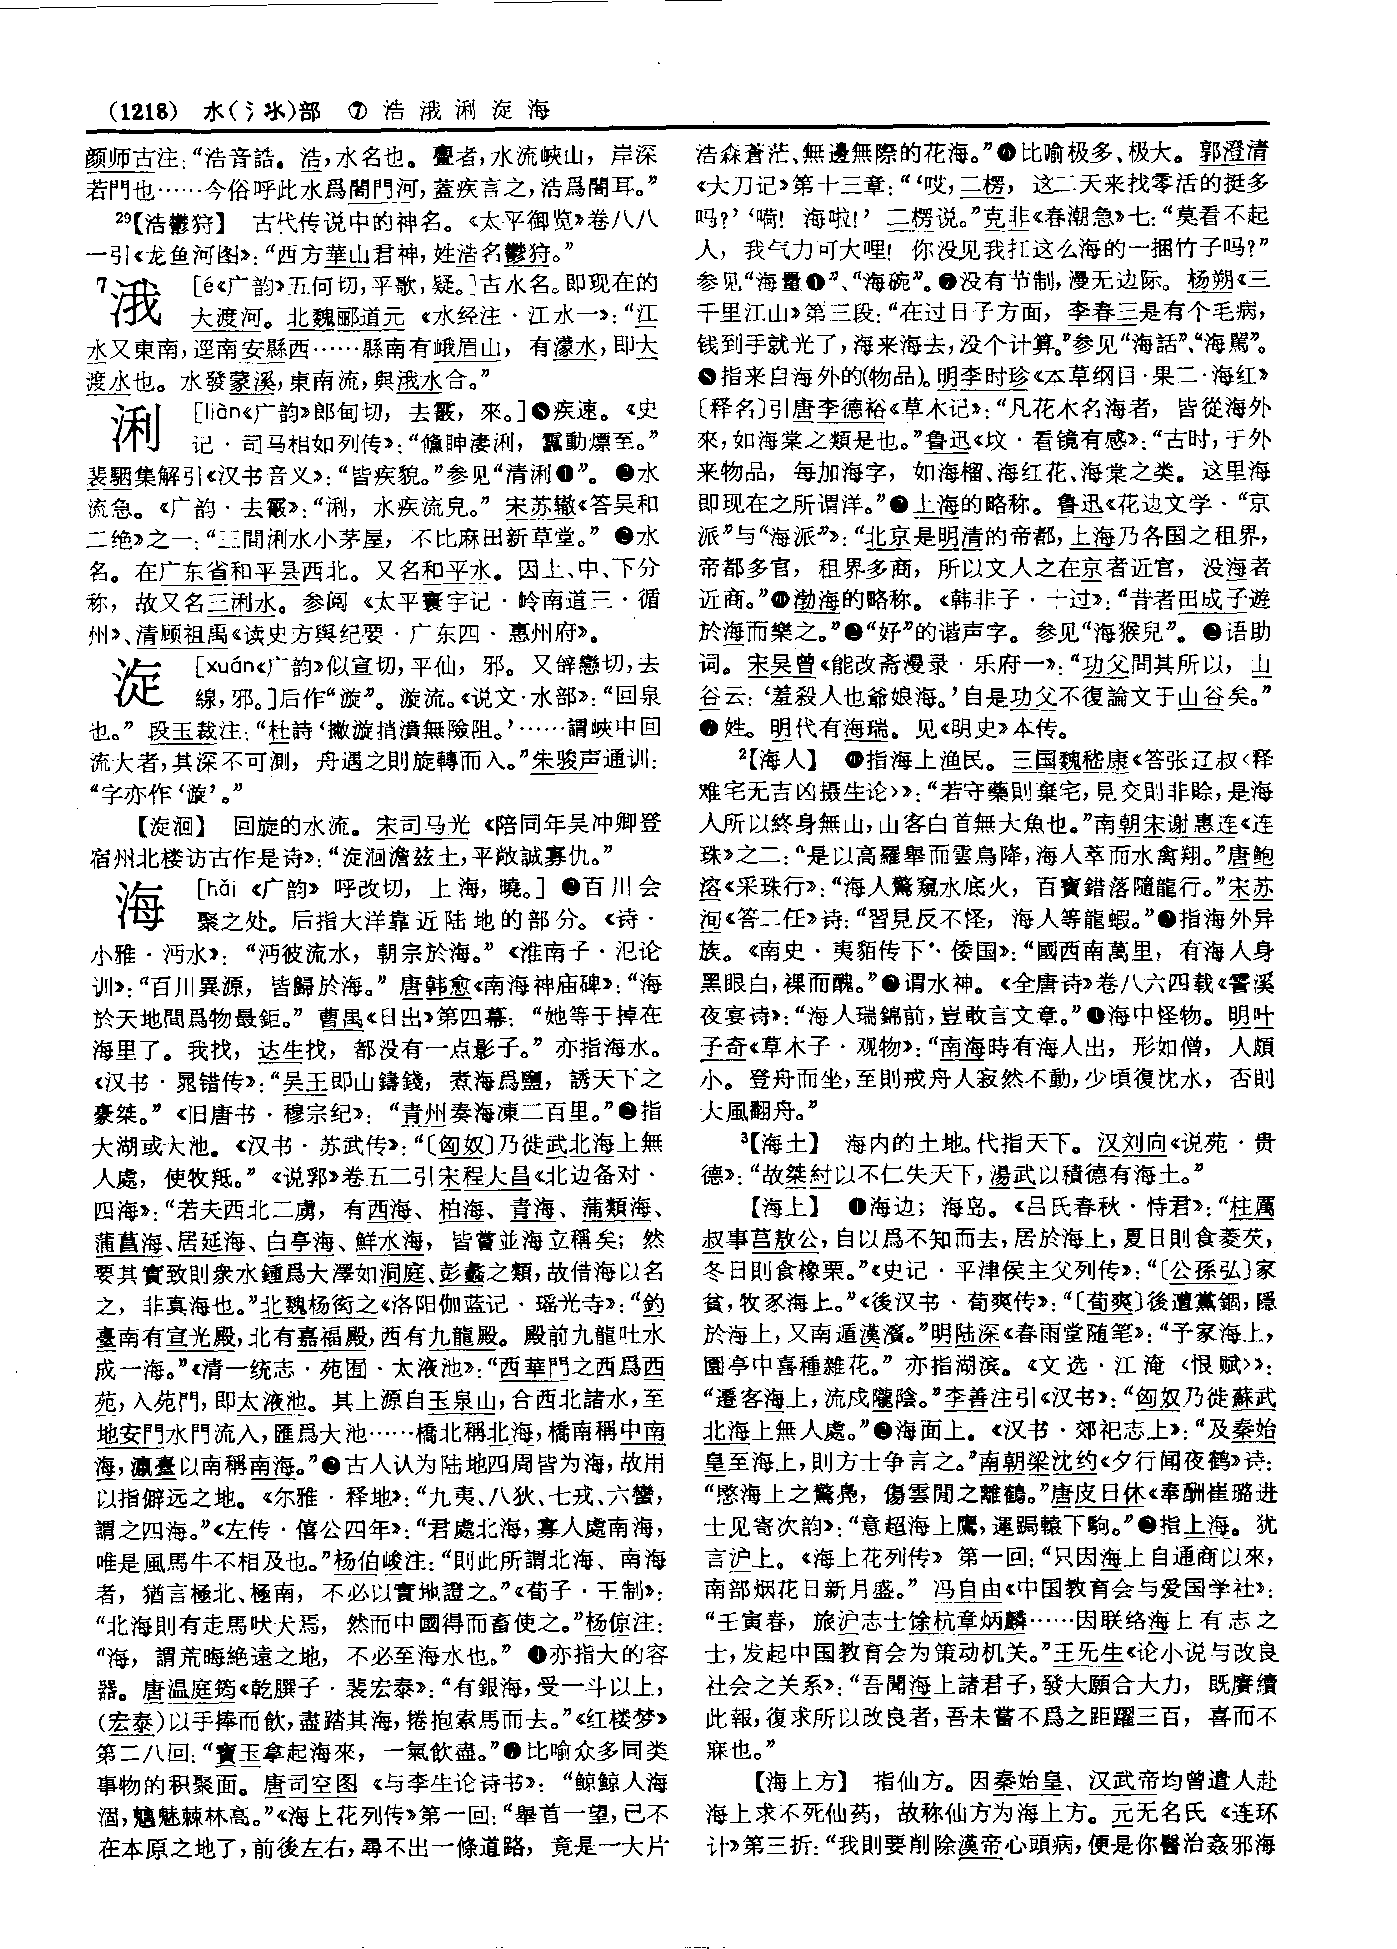 (1218) 水(氵氺)部 ⑦ 浩涐浰淀海
颜师古注：“浩音誥。浩，水名也。亹者，水流峽山，岸深
若門也……今俗呼此水爲閤門河，蓋疾言之，浩爲閤耳。”
29【浩鬱狩】 古代传说中的神名。《太平御览》卷八八
一引《龙鱼河图》：“西方華山君神，姓浩名鬱狩。”
7涐 [é《广韵》五何切，平歌，疑。]古水名。即现在的
大渡河。北魏郦道元《水经注·江水一》：“江
水又東南，逕南安縣西……縣南有峨眉山，有濛水，即大
渡水也。水發蒙溪，東南流，與涐水合。”
浰 [liàn《广韵》郎甸切，去霰，來。]❶疾速。《史
记·司马相如列传》：“儵眒凄浰，靁動熛至。”
裴駰集解引《汉书音义》：“皆疾貌。”参见“清浰❶”。❷水
流急。《广韵·去霰》：“浰，水疾流皃。”宋苏辙《答吴和
二绝》之一：“三間浰水小茅屋，不比麻田新草堂。”❸水
名。在广东省和平县西北。又名和平水。因上、中、下分
称，故又名三浰水。参阅《太平寰宇记·岭南道三·循
州》、清顾祖禹《读史方舆纪要·广东四·惠州府》。
淀 [xuán《广韵》似宣切，平仙，邪。又辝戀切，去
線，邪。]后作“漩”。漩流。《说文·水部》：“回泉
也。”段玉裁注：“杜詩‘撇漩捎濆無險阻。’……謂峽中回
流大者，其深不可測，舟遇之則旋轉而入。”朱骏声通训：
“字亦作‘漩’。”
【淀洄】 回旋的水流。宋司马光《陪同年吴冲卿登
宿州北楼访古作是诗》：“淀洄澹兹土，平敞誠寡仇。”
海 [hǎi《广韵》呼改切，上海，曉。]❶百川会
聚之处。后指大洋靠近陆地的部分。《诗·
小雅·沔水》：“沔彼流水，朝宗於海。”《淮南子·氾论
训》：“百川異源，皆歸於海。”唐韩愈《南海神庙碑》：“海
於天地間爲物最鉅。”曹禺《日出》第四幕：“她等于掉在
海里了。我找，达生找，都没有一点影子。”亦指海水。
《汉书·晁错传》：“吴王即山鑄錢，煮海爲鹽，誘天下之
豪桀。”《旧唐书·穆宗纪》：“青州奏海凍二百里。”❷指
大湖或大池。《汉书·苏武传》：“〔匈奴〕乃徙武北海上無
人處，使牧羝。”《说郛》卷五二引宋程大昌《北边备对·
四海》：“若夫西北二虜，有西海、柏海、青海、蒲類海、
蒲菖海、居延海、白亭海、鮮水海，皆嘗並海立稱矣；然
要其實致則衆水鍾爲大澤如洞庭、彭蠡之類，故借海以名
之，非真海也。”北魏杨衒之《洛阳伽蓝记·瑶光寺》：“釣
臺南有宣光殿，北有嘉福殿，西有九龍殿。殿前九龍吐水
成一海。”《清一统志·苑囿·太液池》：“西華門之西爲西
苑，入苑門，即太液池。其上源自玉泉山，合西北諸水，至
地安門水門流入，匯爲大池……橋北稱北海，橋南稱中南
海，瀛臺以南稱南海。”❸古人认为陆地四周皆为海，故用
以指僻远之地。《尔雅·释地》：“九夷、八狄、七戎、六蠻，
謂之四海。”《左传·僖公四年》：“君處北海，寡人處南海，
唯是風馬牛不相及也。”杨伯峻注：“則此所謂北海、南海
者，猶言極北、極南，不必以實地證之。”《荀子·王制》：
“北海則有走馬吠犬焉，然而中國得而畜使之。”杨倞注：
“海，謂荒晦絶遠之地，不必至海水也。”❹亦指大的容
器。唐温庭筠《乾𦠆子·裴宏泰》：“有銀海，受一斗以上，
(宏泰)以手捧而飲，盡踏其海，捲抱索馬而去。”《红楼梦》
第二八回：“寶玉拿起海來，一氣飲盡。”❺比喻众多同类
事物的积聚面。唐司空图《与李生论诗书》：“鲸鲸人海
涸，魑魅棘林高。”《海上花列传》第一回：“舉首一望，已不
在本原之地了，前後左右，尋不出一條道路，竟是一大片
浩森蒼茫、無邊無際的花海。”❻比喻极多、极大。郭澄清
《大刀记》第十三章：“‘哎，二楞，这二天来找零活的挺多
吗？’‘嗬！海啦！’二楞说。”克非《春潮急》七：“莫看不起
人，我气力可大哩！你没见我扛这么海的一捆竹子吗？”
参见“海量❶”、“海碗”。❼没有节制，漫无边际。杨朔《三
千里江山》第三段：“在过日子方面，李春三是有个毛病，
钱到手就光了，海来海去，没个计算。”参见“海話”、“海駡”。
❽指来自海外的(物品)。明李时珍《本草纲目·果二·海红》
〔释名〕引唐李德裕《草木记》：“凡花木名海者，皆從海外
來，如海棠之類是也。”鲁迅《坟·看镜有感》：“古时，于外
来物品，每加海字，如海榴、海红花、海棠之类。这里海
即现在之所谓洋。”❾上海的略称。鲁迅《花边文学·“京
派”与“海派”》：“北京是明清的帝都，上海乃各国之租界，
帝都多官，租界多商，所以文人之在京者近官，没海者
近商。”❿渤海的略称。《韩非子·十过》：“昔者田成子遊
於海而樂之。”⓫“好”的谐声字。参见“海猴兒”。⓬语助
词。宋吴曾《能改斋漫录·乐府一》：“功父問其所以，山
谷云：‘羞殺人也爺娘海。’自是功父不復論文于山谷矣。”
⓭姓。明代有海瑞。见《明史》本传。
2【海人】 ❶指海上渔民。三国魏嵇康《答张辽叔〈释
难宅无吉凶摄生论〉》：“若守藥則棄宅，見交則非賒，是海
人所以終身無山，山客白首無大魚也。”南朝宋谢惠连《连
珠》之二：“是以高羅舉而雲鳥降，海人萃而水禽翔。”唐鲍
溶《采珠行》：“海人驚窺水底火，百寶錯落隨龍行。”宋苏
洵《答二任》诗：“習見反不怪，海人等龍蝦。”❷指海外异
族。《南史·夷貊传下·倭国》：“國西南萬里，有海人身
黑眼白，裸而醜。”❸谓水神。《全唐诗》卷八六四载《霅溪
夜宴诗》：“海人瑞錦前，豈敢言文章。”❹海中怪物。明叶
子奇《草木子·观物》：“南海時有海人出，形如僧，人頗
小。登舟而坐，至則戒舟人寂然不動，少頃復沈水，否則
大風翻舟。”
3【海土】 海内的土地。代指天下。汉刘向《说苑·贵
德》：“故桀紂以不仁失天下，湯武以積德有海土。”
【海上】 ❶海边；海岛。《吕氏春秋·恃君》：“柱厲
叔事莒敖公，自以爲不知而去，居於海上，夏日則食菱芡，
冬日則食橡栗。”《史记·平津侯主父列传》：“〔公孫弘〕家
貧，牧豕海上。”《後汉书·荀爽传》：“〔荀爽〕後遭黨錮，隱
於海上，又南遁漢濱。”明陆深《春雨堂随笔》：“予家海上，
園亭中喜種雜花。”亦指湖滨。《文选·江淹〈恨赋〉》：
“遷客海上，流戍隴陰。”李善注引《汉书》：“匈奴乃徙蘇武
北海上無人處。”❷海面上。《汉书·郊祀志上》：“及秦始
皇至海上，則方士争言之。”南朝梁沈约《夕行闻夜鹤》诗：
“愍海上之驚鳧，傷雲間之離鶴。”唐皮日休《奉酬崔璐进
士见寄次韵》：“意超海上鷹，運跼轅下駒。”❸指上海。犹
言沪上。《海上花列传》第一回：“只因海上自通商以來，
南部烟花日新月盛。”冯自由《中国教育会与爱国学社》：
“壬寅春，旅沪志士馀杭章炳麟……因联络海上有志之
士，发起中国教育会为策动机关。”王旡生《论小说与改良
社会之关系》：“吾聞海上諸君子，發大願合大力，既賡續
此報，復求所以改良者，吾未嘗不爲之距躍三百，喜而不
寐也。”
【海上方】 指仙方。因秦始皇、汉武帝均曾遣人赴
海上求不死仙药，故称仙方为海上方。元无名氏《连环
计》第三折：“我則要削除漢帝心頭病，便是你醫治姦邪海